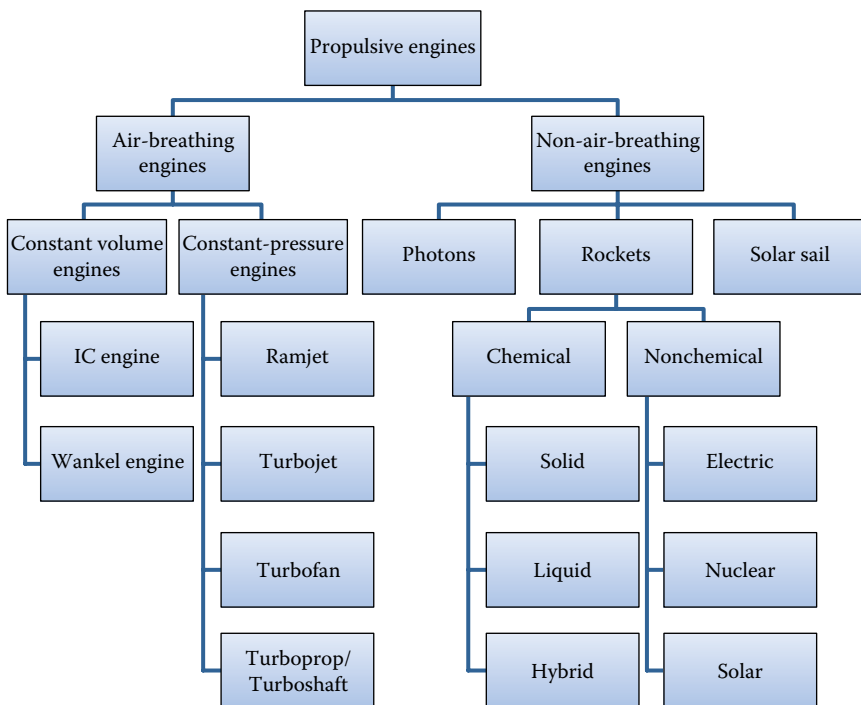 Propulsive engines
Air-breathing
engines
Non-air-breathing
engines
Constant volume
engines
Constant-pressure
engines
Photons
Rockets
Solar sail
IC engine
Ramjet
Chemical
Nonchemical
Wankel engine
Turbojet
Solid
Electric
Turbofan
Liquid
Nuclear
Turboprop/
Turboshaft
Hybrid
Solar